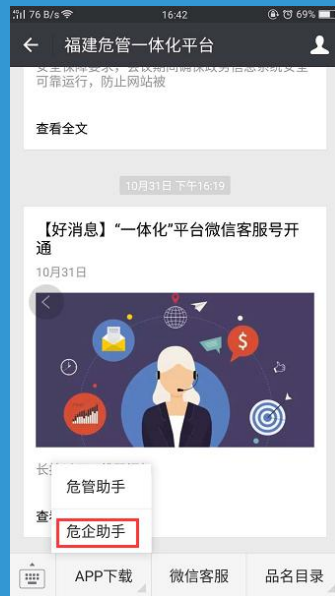 76 B/s
16:42
69%
福建危管一体化平台
可靠运行，防止网站被
查看全文
10月31日 下午16:19
【好消息】“一体化”平台微信客服号开
通
10月31日
$
危管助手
危企助手
APP下载
微信客服
品名目录